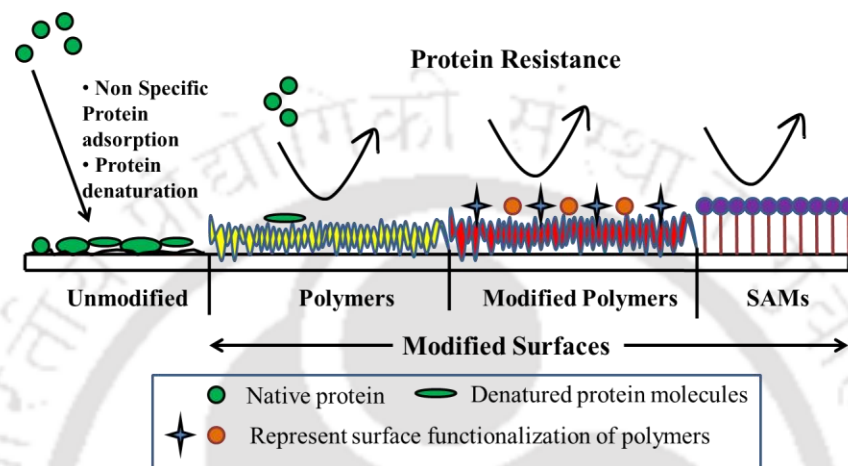 Protein Resistance
• Non Specific
Protein
adsorption
• Protein
denaturation
Unmodified
Polymers
Modified Polymers
SAMs
Modified Surfaces
Native protein
Denatured protein molecules
Represent surface functionalization of polymers